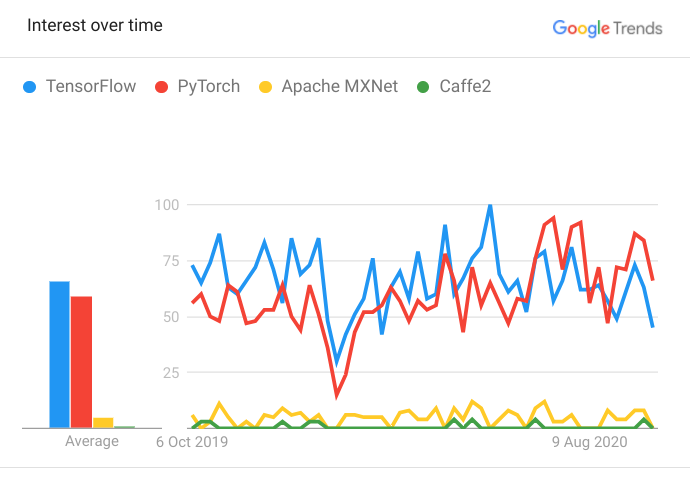 Interest over time
Google Trends
TensorFlow PyTorch Apache MXNet Caffe2
100
75
50
25
Average 6 Oct 2019 9 Aug 2020